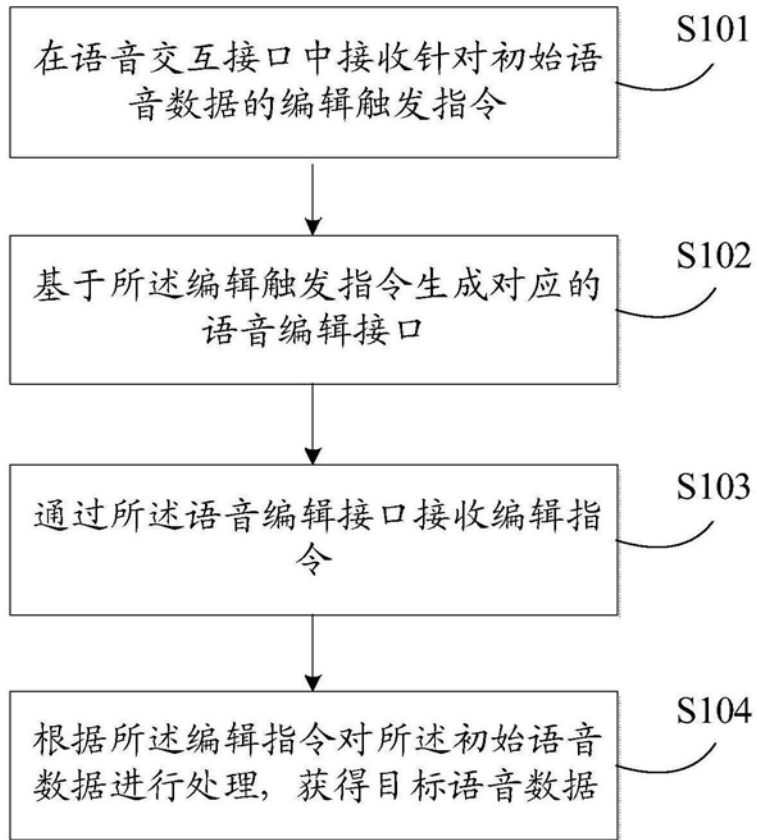 S101
在语音交互接口中接收针对初始语
音数据的编辑触发指令
S102
基于所述编辑触发指令生成对应的
语音编辑接口
S103
通过所述语音编辑接口接收编辑指
令
S104
根据所述编辑指令对所述初始语音
数据进行处理，获得目标语音数据